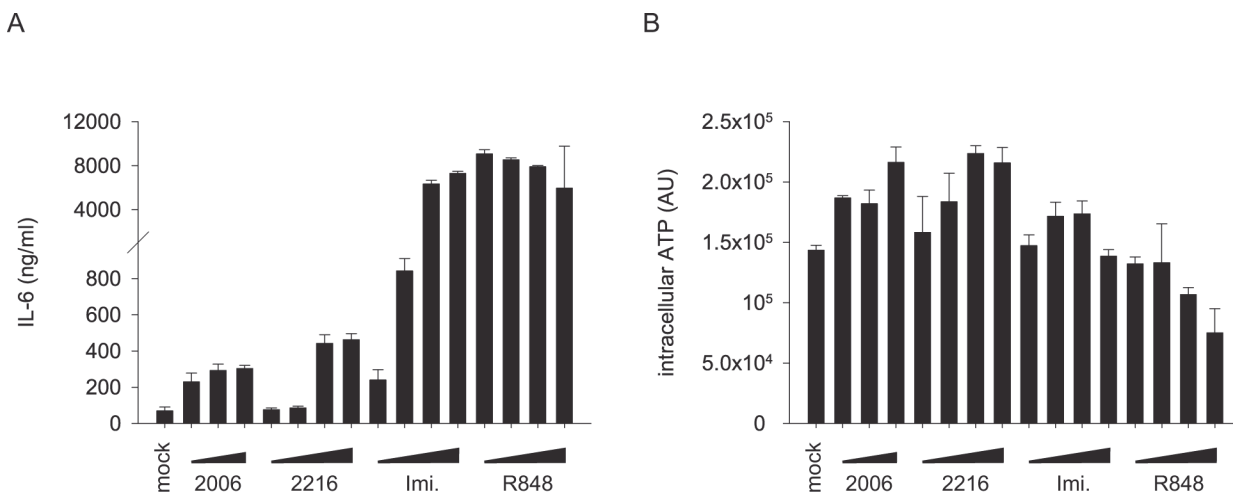 A
IL-6 (ng/ml)
12000
8000
4000
800
600
400
200
0
mock
2006
2216
Imi.
R848
B
intracellular ATP (AU)
2.5x10⁵
2.0x10⁵
1.5x10⁵
10⁵
5.0x10⁴
0
mock
2006
2216
Imi.
R848